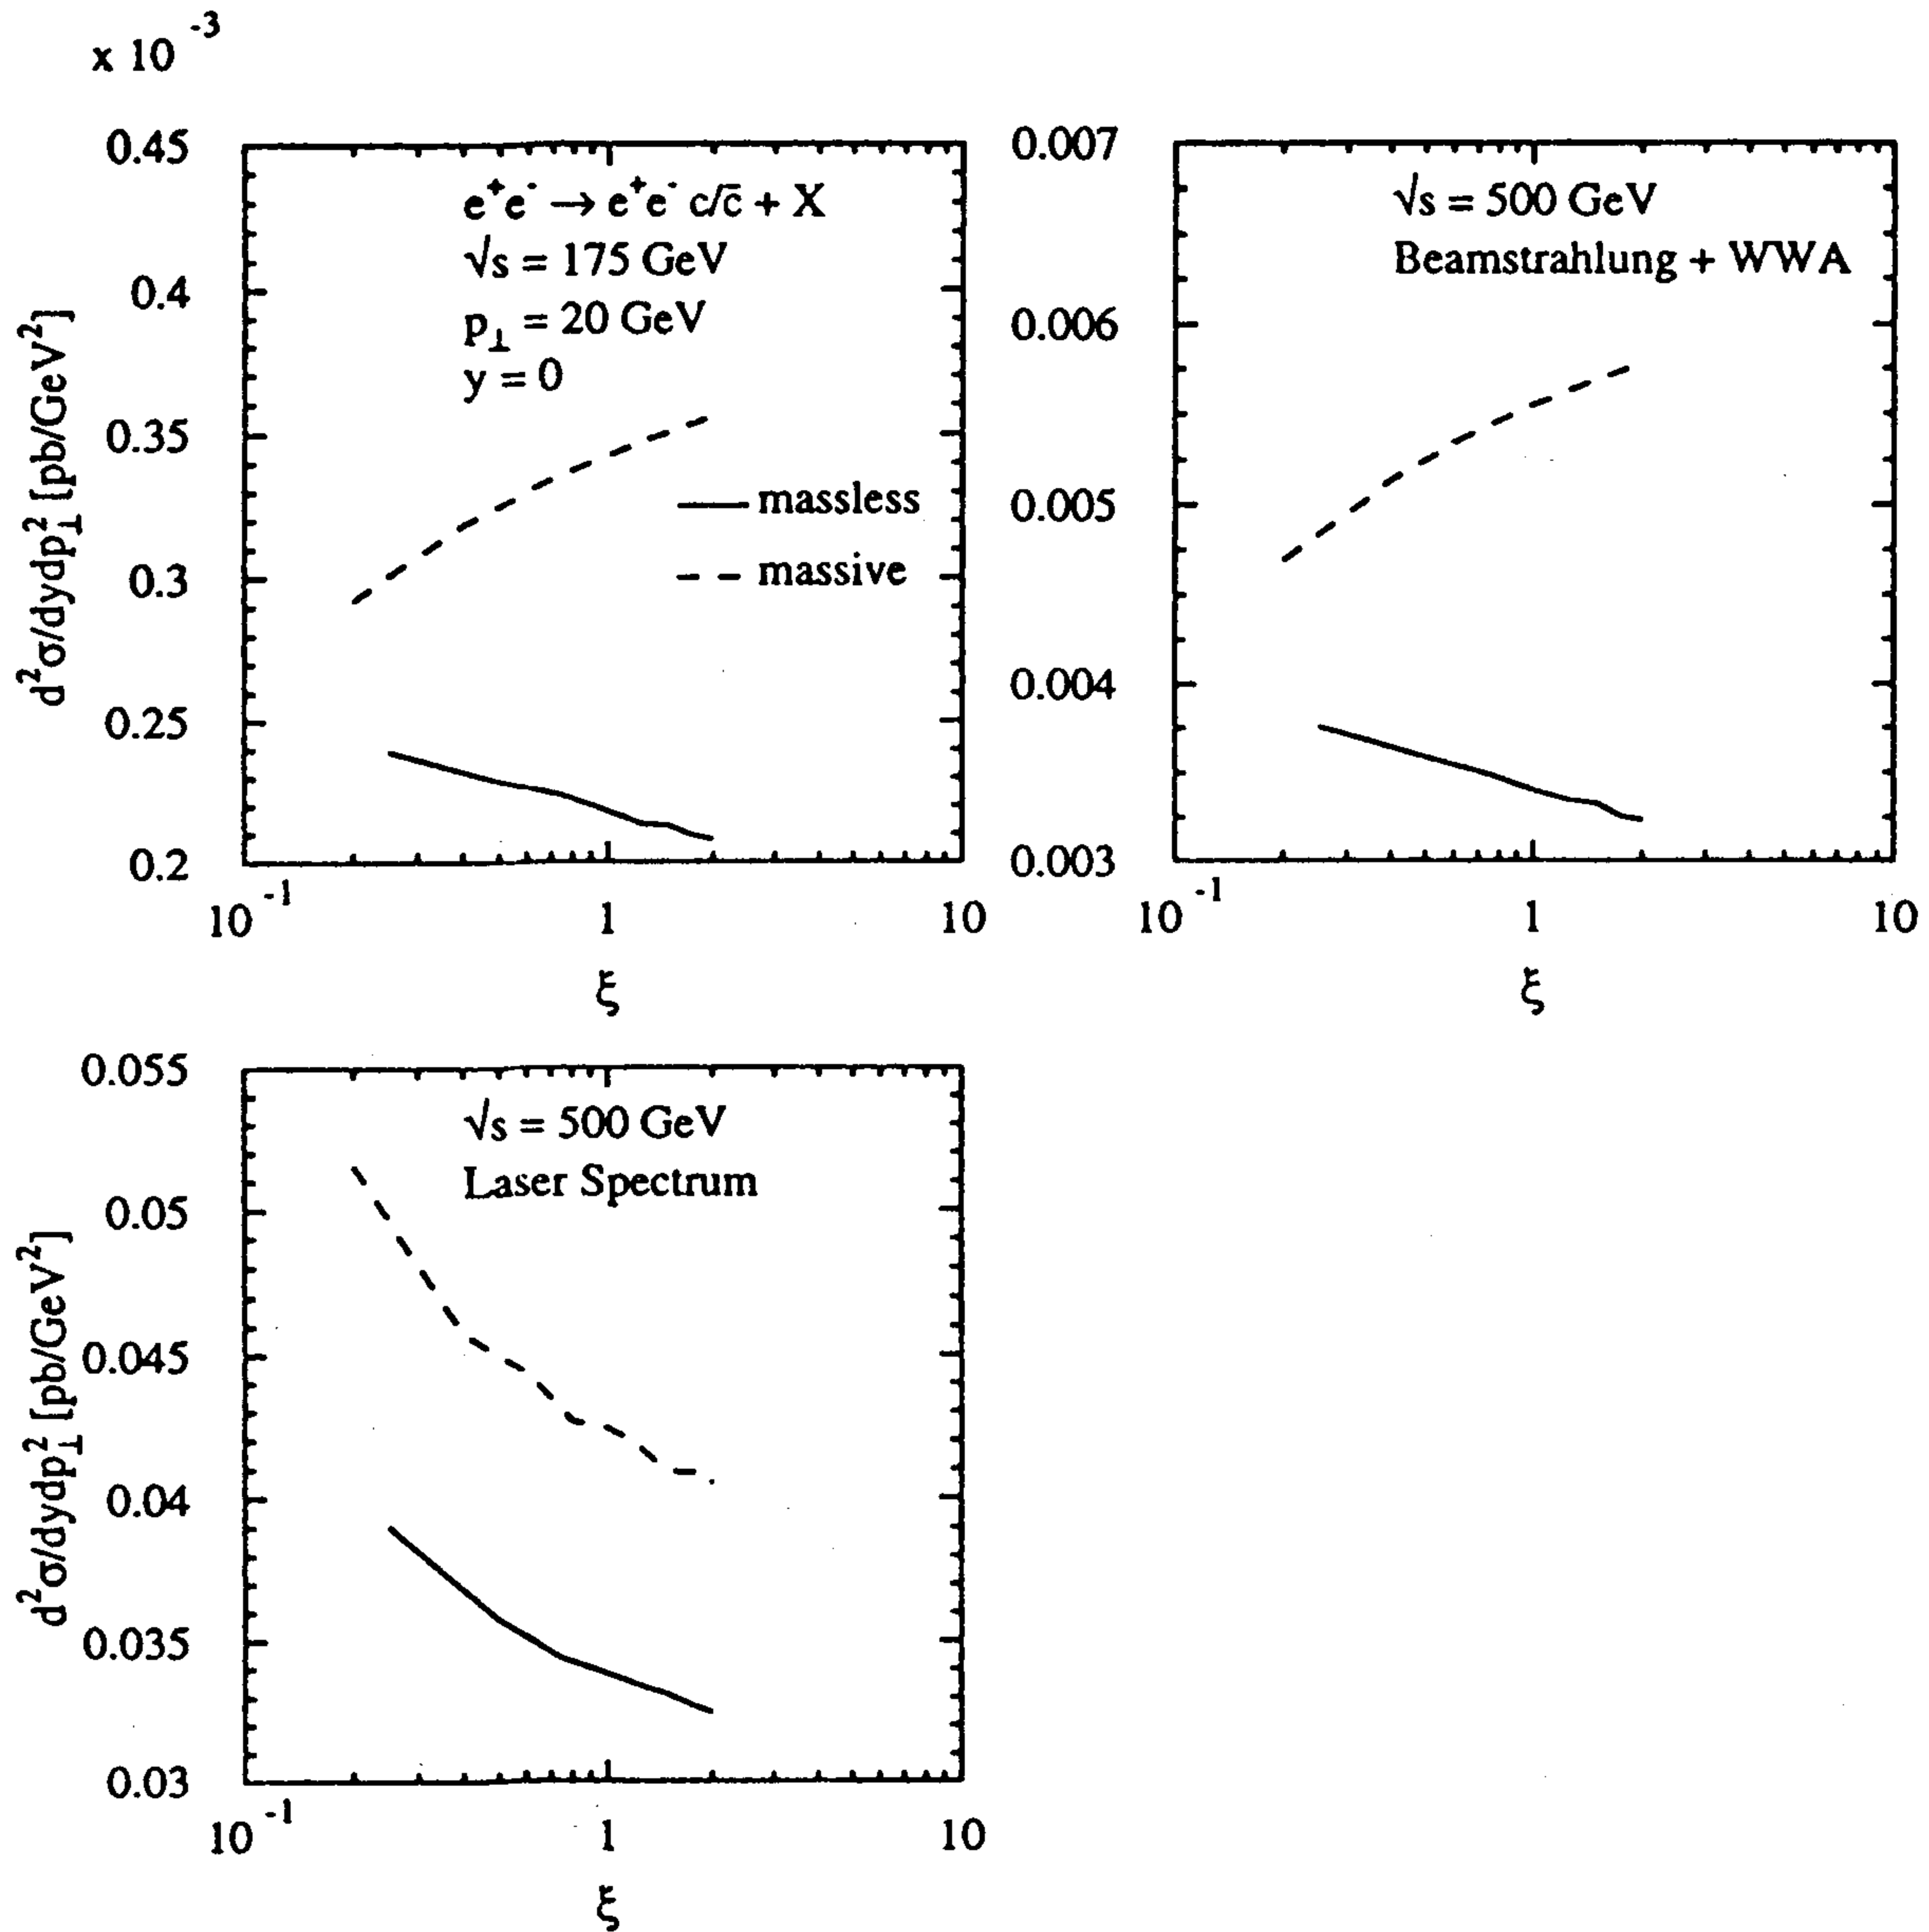 x 10⁻³
0.45
0.4
0.35
0.3
0.25
0.2
d²σ/dydp⊥² [pb/GeV²]
e⁺e⁻ → e⁺e⁻ c/c̄ + X
√s = 175 GeV
p⊥ = 20 GeV
y = 0
massless
massive
10⁻¹ 1 10
ξ
0.007
0.006
0.005
0.004
0.003
√s = 500 GeV
Beamstrahlung + WWA
10⁻¹ 1 10
ξ
0.055
0.05
0.045
0.04
0.035
0.03
d²σ/dydp⊥² [pb/GeV²]
√s = 500 GeV
Laser Spectrum
10⁻¹ 1 10
ξ